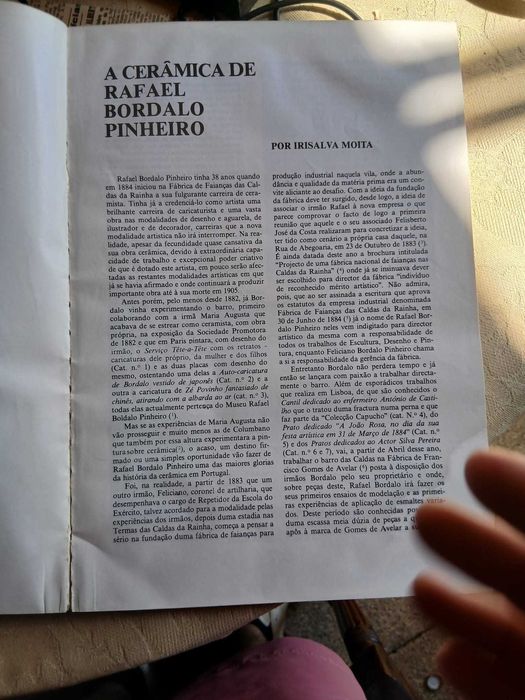 A CERÂMICA DE
RAFAEL
BORDALO
PINHEIRO
POR IRISALVA MOITA
Rafael Bordalo Pinheiro tinha 38 anos quando
em 1884 iniciou na Fábrica de Faianças das Cal-
das da Rainha a sua fulgurante carreira de cera-
mista. Tinha já a credenciá-lo como artista uma
brilhante carreira de caricaturista e uma vasta
obra nas modalidades de desenho e aguarela, de
ilustrador e de decorador, carreiras que a nova
modalidade artística não irá interromper. Na rea-
lidade, apesar da fecundidade quase cansativa da
sua obra cerâmica, devido à extraordinária capa-
cidade de trabalho e excepcional poder criativo
de que é dotado este artista, em pouco serão afec-
tadas as restantes modalidades artísticas em que
já se havia afirmado e onde continuará a produzir
importante obra até à sua morte em 1905.
Antes porém, pelo menos desde 1882, já Bor-
dalo vinha experimentando o barro, primeiro
colaborando com a irmã Maria Augusta que
acabava de se estrear como ceramista, com obra
própria, na exposição da Sociedade Promotora
de 1882 e que em Paris pintara, com desenho do
irmão, o Serviço Tête-a-Tête com os retratos -
caricaturas dele próprio, da mulher e dos filhos
(Cat. n.º 1) e as duas placas com desenho do
mesmo, ostentando uma delas a Auto-caricatura
de Bordalo vestido de japonês (Cat. n.º 2) e a
outra a caricatura de Zé Povinho fantasiado de
chinês, atirando com a albarda ao ar (cat. n.º 3),
todas elas actualmente pertença do Museu Rafael
Boldalo Pinheiro (¹).
Mas se as experiências de Maria Augusta não
vão prosseguir e muito menos as de Columbano
que também por essa altura experimentara a pin-
tura sobre cerâmica(²), o acaso, um destino fir-
mado ou uma simples oportunidade vão fazer de
Rafael Bordalo Pinheiro uma das maiores glorias
da história da cerâmica em Portugal.
Foi, na realidade, a partir de 1883 que um
outro irmão, Feliciano, coronel de artilharia, que
desempenhava o cargo de Repetidor da Escola do
Exército, talvez acordado para a modalidade pelas
experiências dos irmãos, depois duma estadia nas
Termas das Caldas da Rainha, começa a pensar a
sério na fundação duma fábrica de faianças para
produção industrial naquela vila, onde a abun-
dância e qualidade da matéria prima era um con-
vite aliciante ao desafio. Com a ideia da fundação
da fábrica deve ter surgido, desde logo, a ideia de
associar o irmão Rafael à nova empresa o que
parece comprovar o facto de logo a primeira
reunião que aquele e o seu associado Felisberto
José da Costa realizaram para concretizar a ideia,
ter tido como cenário a própria casa daquele, na
Rua de Abegoaria, em 23 de Outubro de 1883 (³).
É ainda datada deste ano a brochura intitulada
"Projecto de uma fábrica nacional de faianças nas
Caldas da Rainha" (⁴) onde já se insinuava dever
ser escolhido para director da fábrica "indivíduo
de reconhecido mérito artístico". Não admira,
pois, que ao ser assinada a escritura que aprova
os estatutos da empresa industrial denominada
Fábrica de Faianças das Caldas da Rainha, em
30 de Junho de 1884 (⁵) já o nome de Rafael Bor-
dalo Pinheiro neles vem indigitado para director
artístico da mesma com a responsabilidade de
todos os trabalhos de Escultura, Desenho e Pin-
tura, enquanto Feliciano Bordalo Pinheiro chama
a si a responsabilidade da gerência da fábrica.
Entretanto Bordalo não perdera tempo e já
então se lançara com paixão a trabalhar directa-
mente o barro. Além de esporádicos trabalhos
que realiza em Lisboa, de que são conhecidos o
Cantil dedicado ao enfermeiro António de Casti-
lho que o tratou duma fractura numa perna e que
faz parte da "Colecção Capucho" (cat. N.º 4), do
Prato dedicado "A João Rosa, no dia da sua
festa artística em 31 de Março de 1884" (Cat. n.º
5) e dos Pratos dedicados ao Actor Silva Pereira
(Cat. n.ºs 6 e 7), vai, a partir de Abril desse ano,
trabalhar o barro das Caldas na Fábrica de Fran-
cisco Gomes de Avelar (⁶) posta à disposição dos
irmãos Bordalo pelo seu proprietário e onde,
sobre peças deste, Rafael Bordalo irá fazer os
seus primeiros ensaios de modelação e as primei-
ras experiências de aplicação de esmaltes varia-
dos. Deste período são conhecidas pouco
duma escassa meia dúzia de peças a
após à marca de Gomes de Avelar a